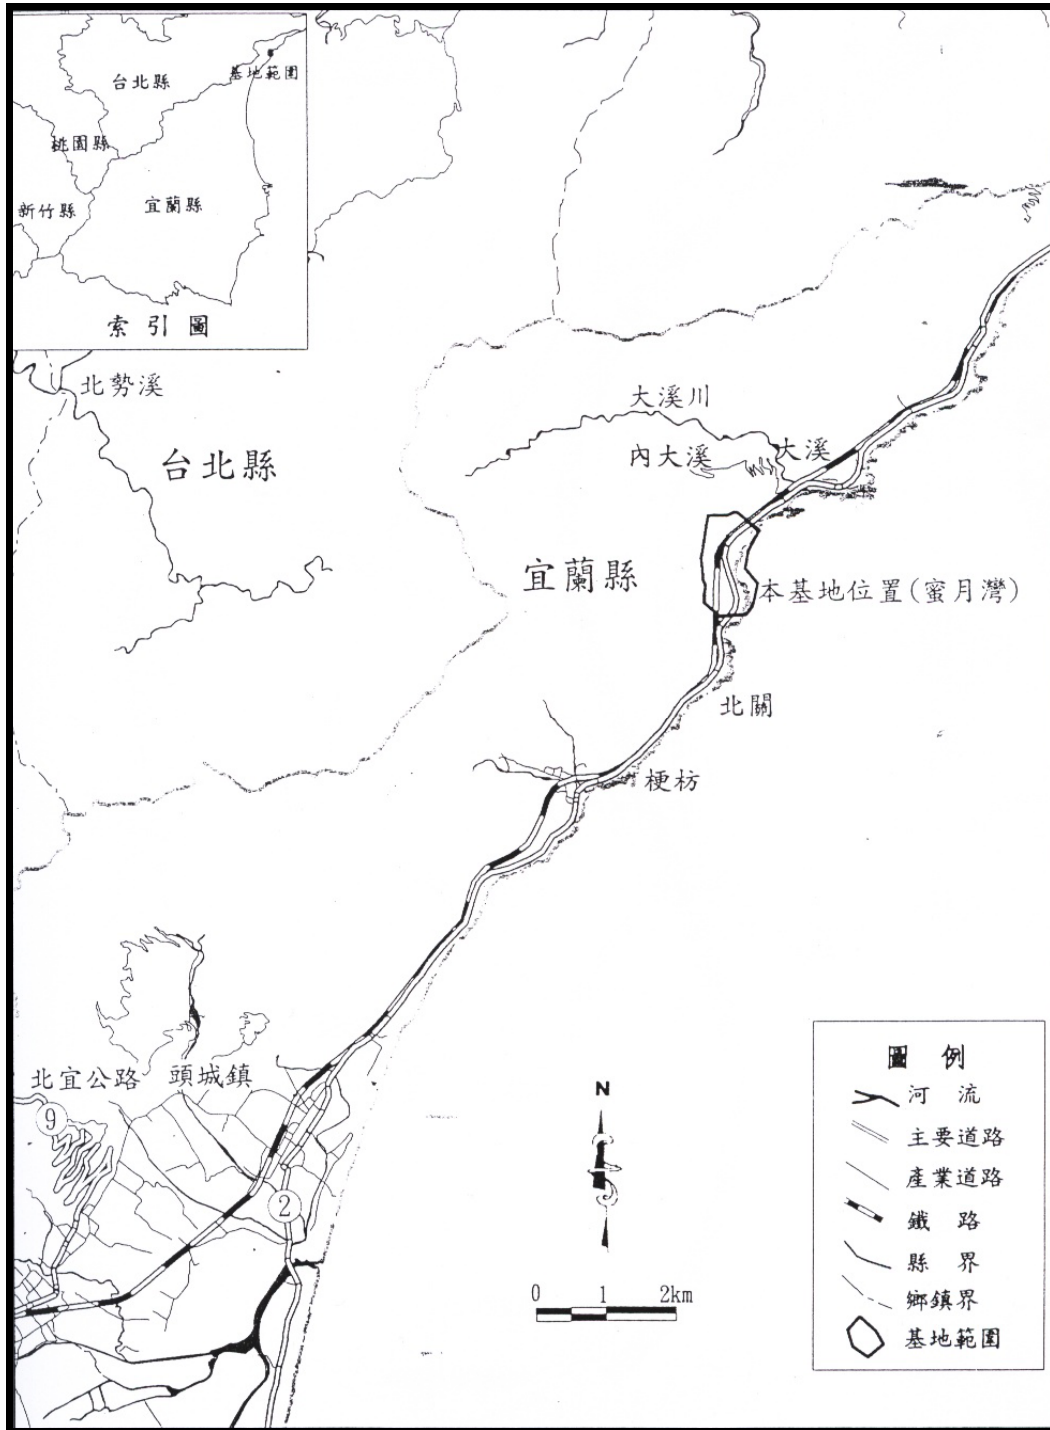 台北縣
基地範圍
桃園縣
新竹縣
宜蘭縣
索引圖
北勢溪
台北縣
大溪川
內大溪
大溪
宜蘭縣
本基地位置(蜜月灣)
北關
梗枋
北宜公路
頭城鎮
9
2
N
0 1 2km
圖例
河流
主要道路
產業道路
鐵路
縣界
鄉鎮界
基地範圍